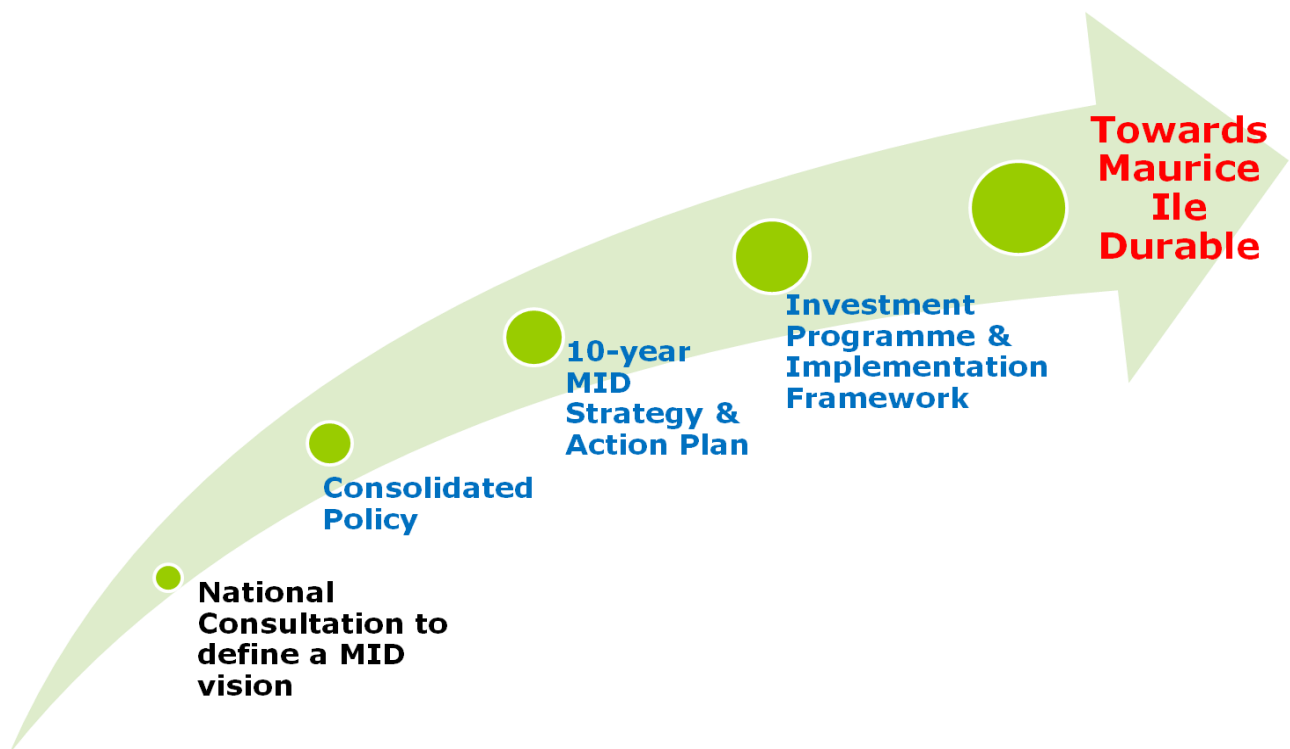 National
Consultation to
define a MID
vision
Consolidated
Policy
10-year
MID
Strategy &
Action Plan
Investment
Programme &
Implementation
Framework
Towards
Maurice
Ile
Durable